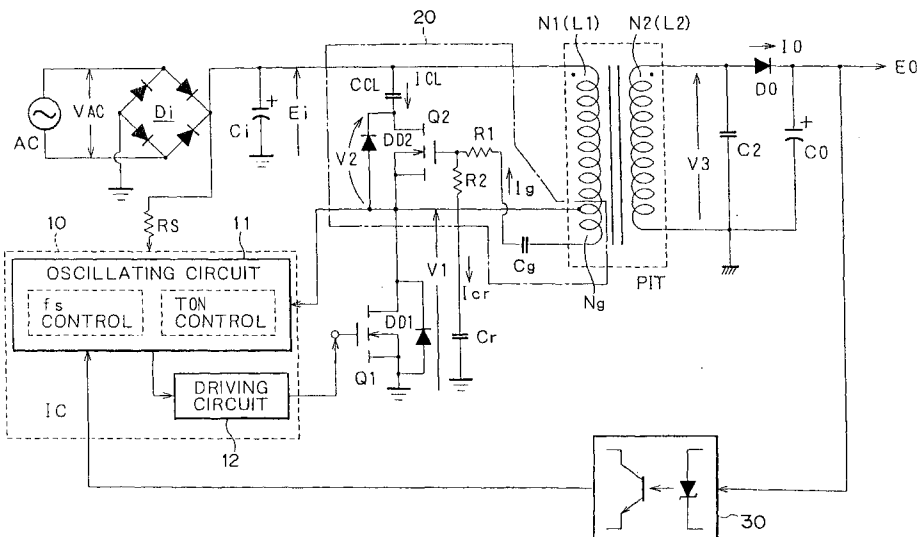 20
N1(L1)
N2(L2)
I0
E0
CCL
ICL
D0
VAC
Di
Ci
Ei
Q2
AC
DD2
R1
V2
R2
Ig
V3
C2
C0
RS
10
11
V1
Cg
OSCILLATING CIRCUIT
Icr
PIT
fs
CONTROL
TON
CONTROL
DD1
Ng
Cr
Q1
DRIVING
CIRCUIT
IC
12
30